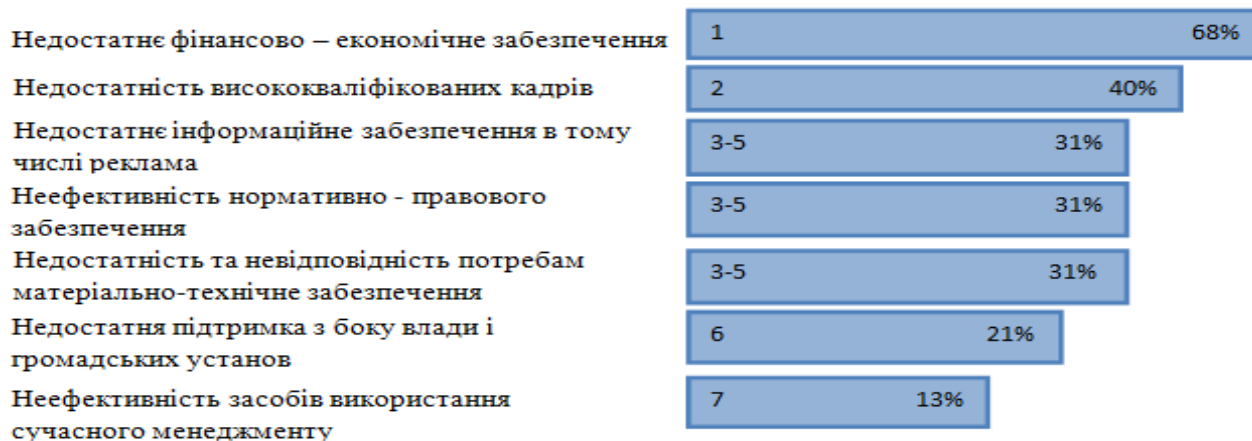 Недостатнє фінансово – економічне забезпечення 1 68%
Недостатність висококваліфікованих кадрів 2 40%
Недостатнє інформаційне забезпечення в тому
числі реклама 3-5 31%
Неефективність нормативно - правового
забезпечення 3-5 31%
Недостатність та невідповідність потребам
матеріально-технічне забезпечення 3-5 31%
Недостатня підтримка з боку влади і
громадських установ 6 21%
Неефективність засобів використання
сучасного менеджменту 7 13%